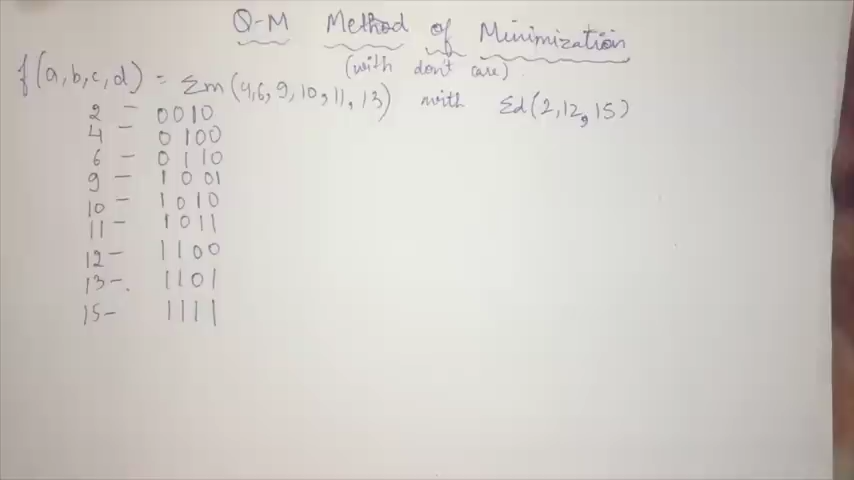 Q-M Method of Minimization
(with don't care)
f(a,b,c,d) = Σm(4,6,9,10,11,13) with Σd(2,12,15)
2 - 0010
4 - 0100
6 - 0110
9 - 1001
10 - 1010
11 - 1011
12 - 1100
13 - 1101
15 - 1111